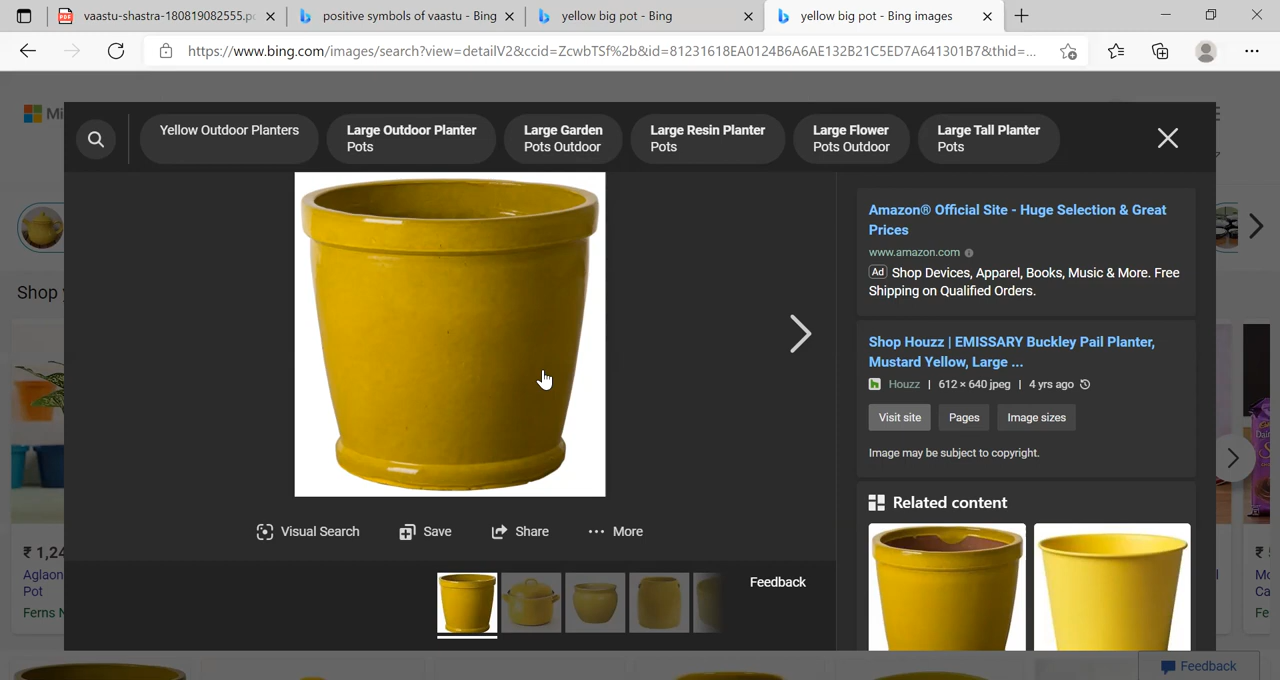 vaastu-shastra-180819082555.pd
positive symbols of vaastu - Bing
yellow big pot - Bing
yellow big pot - Bing images
https://www.bing.com/images/search?view=detailV2&ccid=ZcwbTSf%2b&id=81231618EA0124B6A6AE132B21C5ED7A641301B7&thid=...
Mi
Yellow Outdoor Planters
Large Outdoor Planter
Pots
Large Garden
Pots Outdoor
Large Resin Planter
Pots
Large Flower
Pots Outdoor
Large Tall Planter
Pots
Amazon® Official Site - Huge Selection & Great
Prices
www.amazon.com
Ad Shop Devices, Apparel, Books, Music & More. Free
Shipping on Qualified Orders.
Shop
Shop Houzz | EMISSARY Buckley Pail Planter,
Mustard Yellow, Large ...
Houzz | 612 × 640 jpeg | 4 yrs ago
Visit site
Pages
Image sizes
Image may be subject to copyright.
Related content
Visual Search
Save
Share
More
Feedback
₹ 1,24
Aglaon
Pot
Ferns N
₹
Mo
Ca
Fe
Feedback